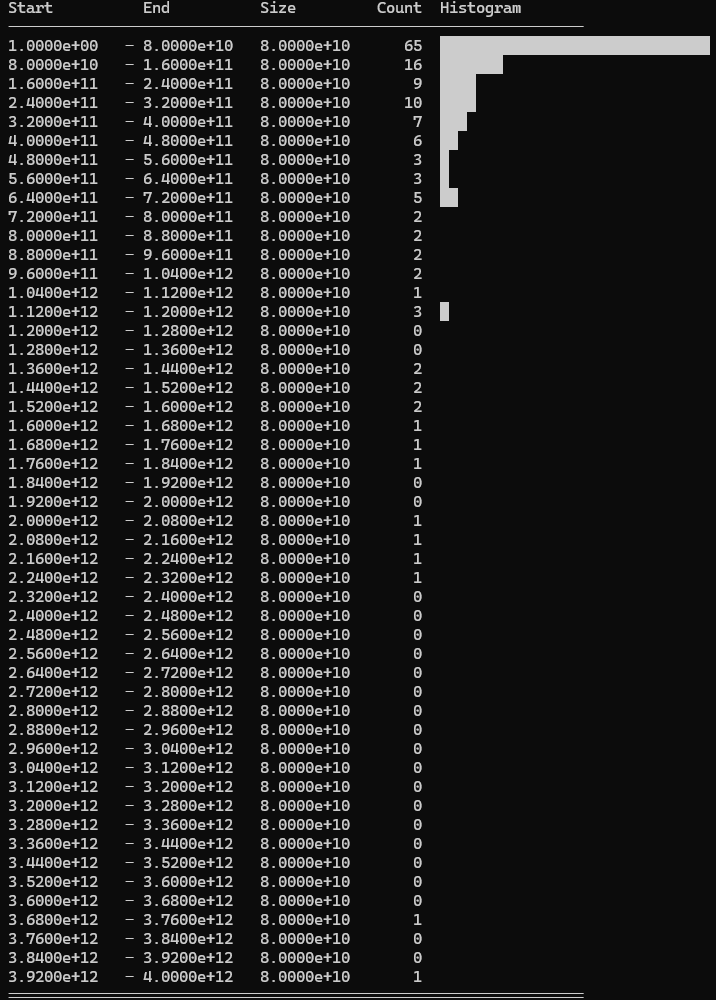 Start End Size Count Histogram
1.0000e+00 – 8.0000e+10 8.0000e+10 65
8.0000e+10 – 1.6000e+11 8.0000e+10 16
1.6000e+11 – 2.4000e+11 8.0000e+10 9
2.4000e+11 – 3.2000e+11 8.0000e+10 10
3.2000e+11 – 4.0000e+11 8.0000e+10 7
4.0000e+11 – 4.8000e+11 8.0000e+10 6
4.8000e+11 – 5.6000e+11 8.0000e+10 3
5.6000e+11 – 6.4000e+11 8.0000e+10 3
6.4000e+11 – 7.2000e+11 8.0000e+10 5
7.2000e+11 – 8.0000e+11 8.0000e+10 2
8.0000e+11 – 8.8000e+11 8.0000e+10 2
8.8000e+11 – 9.6000e+11 8.0000e+10 2
9.6000e+11 – 1.0400e+12 8.0000e+10 2
1.0400e+12 – 1.1200e+12 8.0000e+10 1
1.1200e+12 – 1.2000e+12 8.0000e+10 3
1.2000e+12 – 1.2800e+12 8.0000e+10 0
1.2800e+12 – 1.3600e+12 8.0000e+10 0
1.3600e+12 – 1.4400e+12 8.0000e+10 2
1.4400e+12 – 1.5200e+12 8.0000e+10 2
1.5200e+12 – 1.6000e+12 8.0000e+10 2
1.6000e+12 – 1.6800e+12 8.0000e+10 1
1.6800e+12 – 1.7600e+12 8.0000e+10 1
1.7600e+12 – 1.8400e+12 8.0000e+10 1
1.8400e+12 – 1.9200e+12 8.0000e+10 0
1.9200e+12 – 2.0000e+12 8.0000e+10 0
2.0000e+12 – 2.0800e+12 8.0000e+10 1
2.0800e+12 – 2.1600e+12 8.0000e+10 1
2.1600e+12 – 2.2400e+12 8.0000e+10 1
2.2400e+12 – 2.3200e+12 8.0000e+10 1
2.3200e+12 – 2.4000e+12 8.0000e+10 0
2.4000e+12 – 2.4800e+12 8.0000e+10 0
2.4800e+12 – 2.5600e+12 8.0000e+10 0
2.5600e+12 – 2.6400e+12 8.0000e+10 0
2.6400e+12 – 2.7200e+12 8.0000e+10 0
2.7200e+12 – 2.8000e+12 8.0000e+10 0
2.8000e+12 – 2.8800e+12 8.0000e+10 0
2.8800e+12 – 2.9600e+12 8.0000e+10 0
2.9600e+12 – 3.0400e+12 8.0000e+10 0
3.0400e+12 – 3.1200e+12 8.0000e+10 0
3.1200e+12 – 3.2000e+12 8.0000e+10 0
3.2000e+12 – 3.2800e+12 8.0000e+10 0
3.2800e+12 – 3.3600e+12 8.0000e+10 0
3.3600e+12 – 3.4400e+12 8.0000e+10 0
3.4400e+12 – 3.5200e+12 8.0000e+10 0
3.5200e+12 – 3.6000e+12 8.0000e+10 0
3.6000e+12 – 3.6800e+12 8.0000e+10 0
3.6800e+12 – 3.7600e+12 8.0000e+10 1
3.7600e+12 – 3.8400e+12 8.0000e+10 0
3.8400e+12 – 3.9200e+12 8.0000e+10 0
3.9200e+12 – 4.0000e+12 8.0000e+10 1